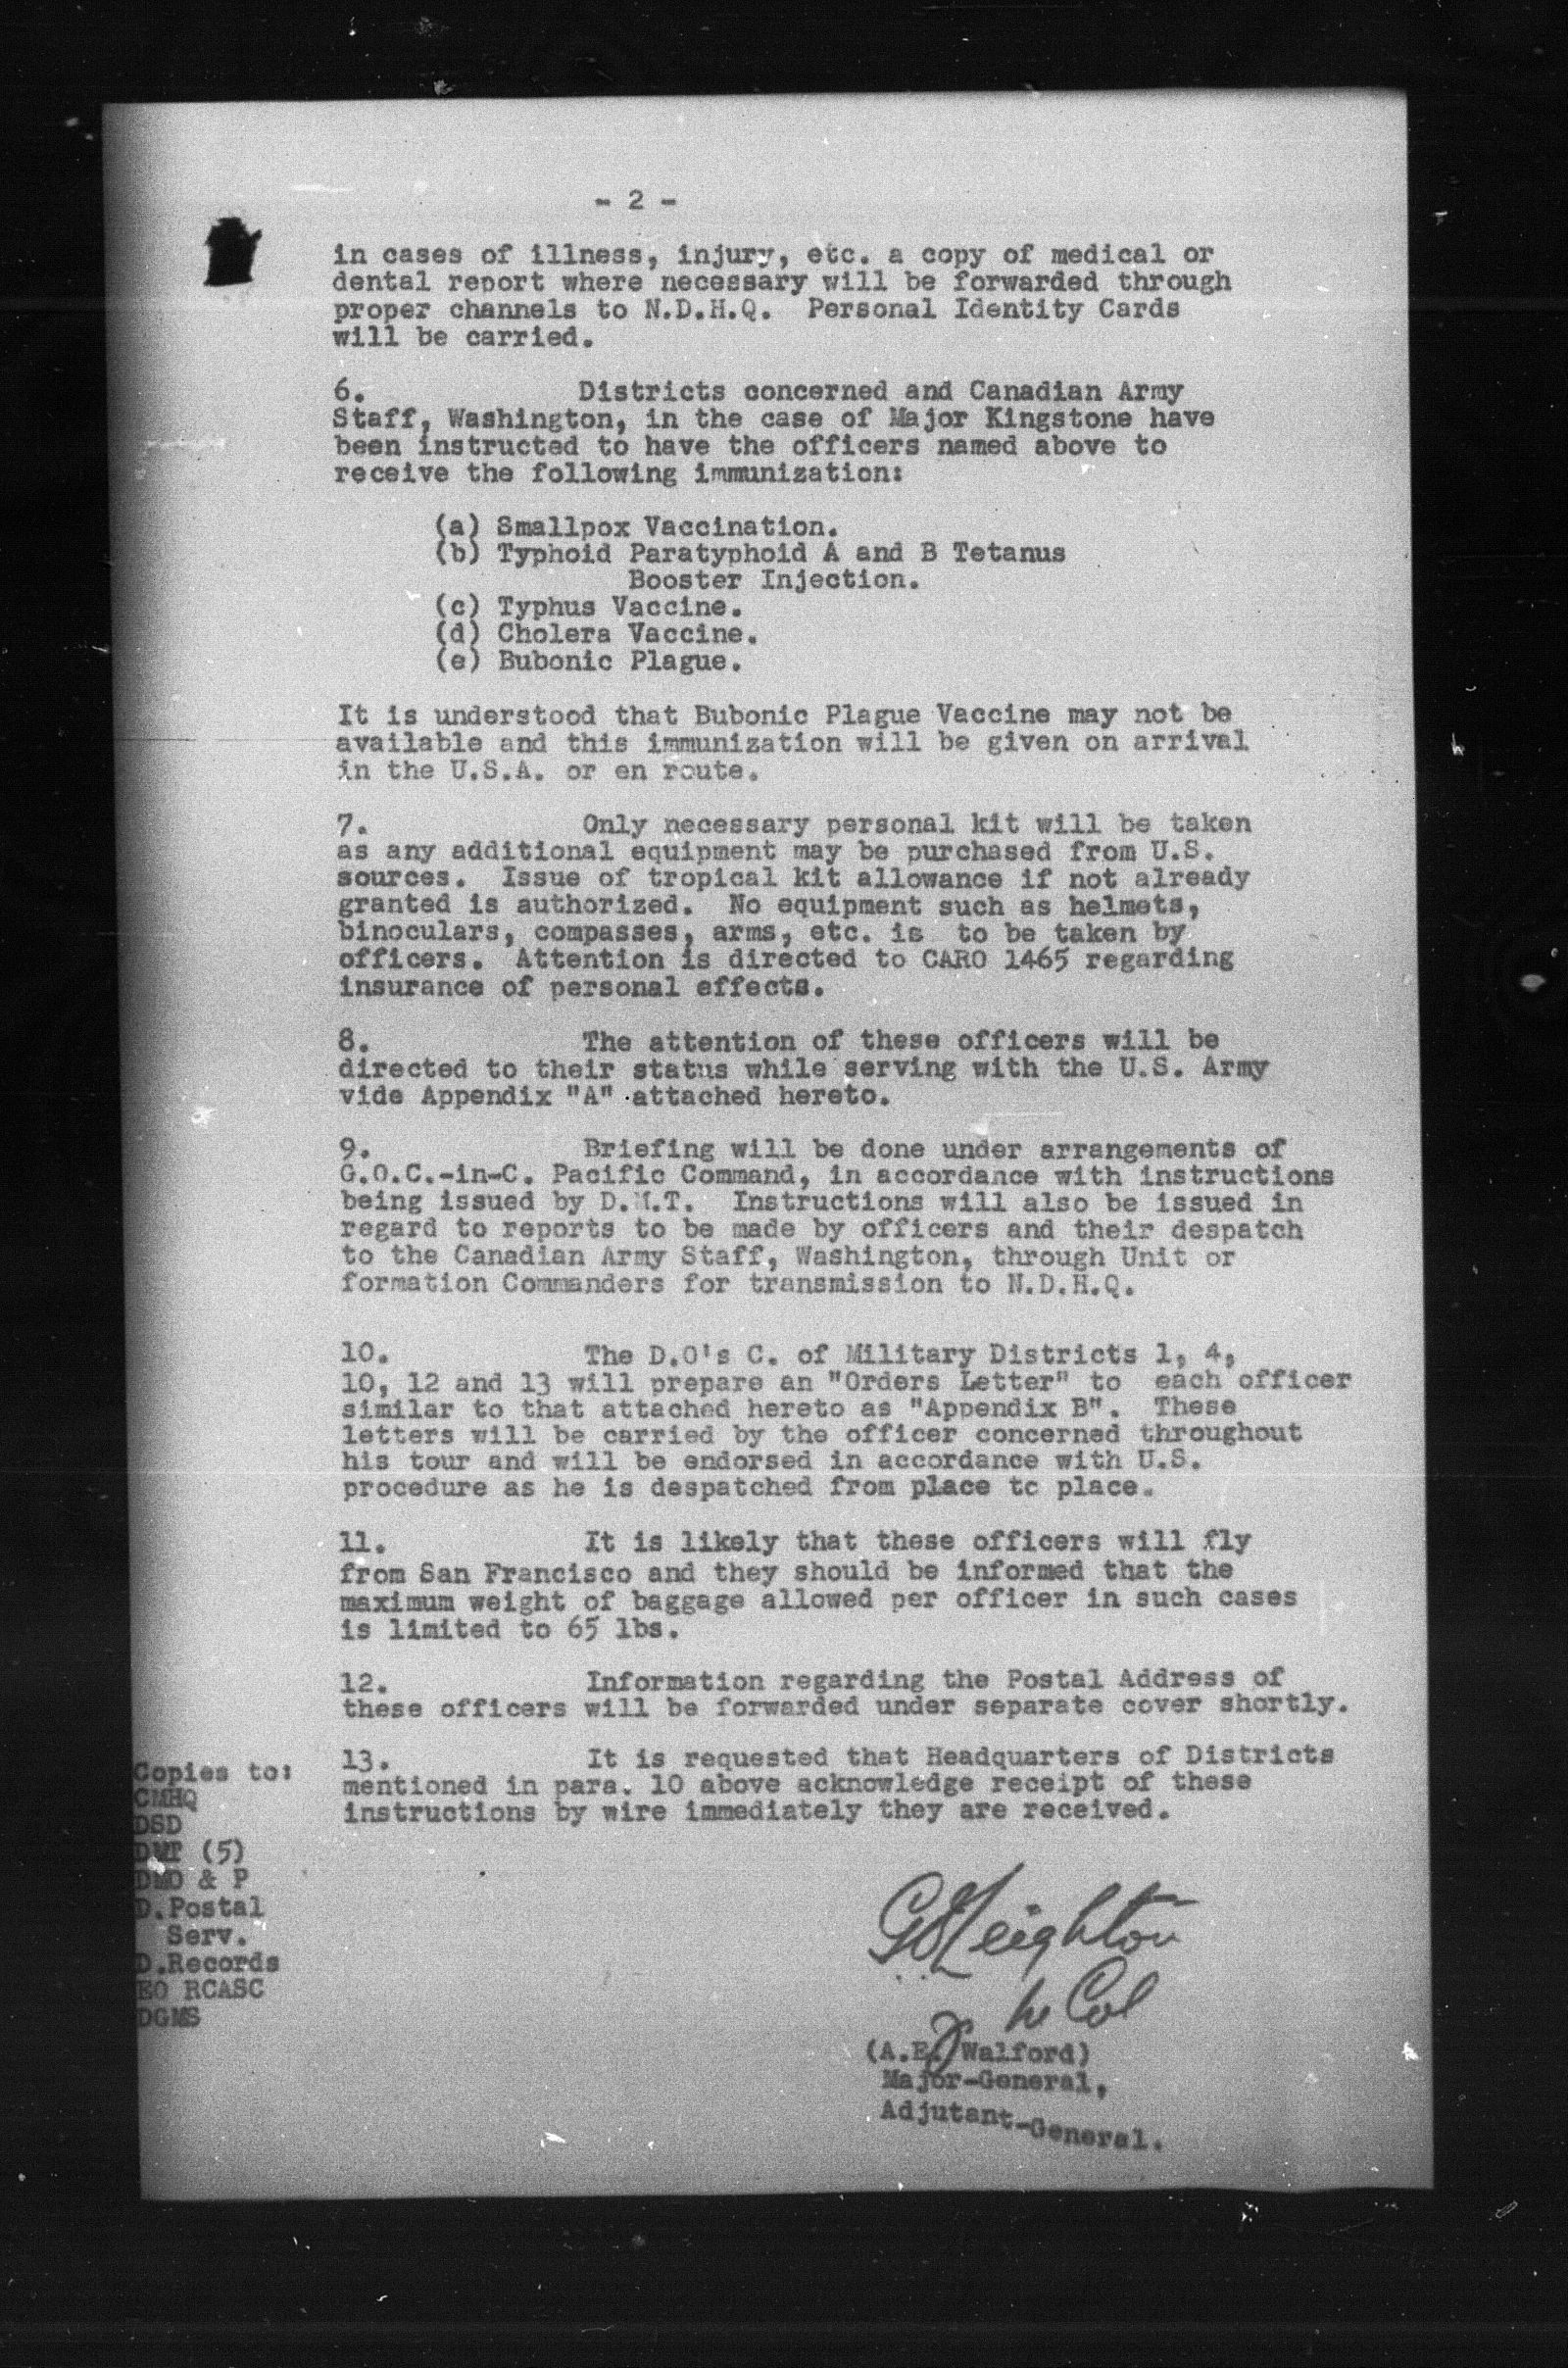 - 2 -
in cases of illness, injury, etc. a copy of medical or
dental report where necessary will be forwarded through
proper channels to N.D.H.Q. Personal Identity Cards
will be carried.
6. Districts concerned and Canadian Army
Staff, Washington, in the case of Major Kingstone have
been instructed to have the officers named above to
receive the following immunization:
(a) Smallpox Vaccination.
(b) Typhoid Paratyphoid A and B Tetanus
Booster Injection.
(c) Typhus Vaccine.
(d) Cholera Vaccine.
(e) Bubonic Plague.
It is understood that Bubonic Plague Vaccine may not be
available and this immunization will be given on arrival
in the U.S.A. or en route.
7. Only necessary personal kit will be taken
as any additional equipment may be purchased from U.S.
sources. Issue of tropical kit allowance if not already
granted is authorized. No equipment such as helmets,
binoculars, compasses, arms, etc. is to be taken by
officers. Attention is directed to CARO 1465 regarding
insurance of personal effects.
8. The attention of these officers will be
directed to their status while serving with the U.S. Army
vide Appendix "A" attached hereto.
9. Briefing will be done under arrangements of
G.O.C.-in-C. Pacific Command, in accordance with instructions
being issued by D.M.T. Instructions will also be issued in
regard to reports to be made by officers and their despatch
to the Canadian Army Staff, Washington, through Unit or
formation Commanders for transmission to N.D.H.Q.
10. The D.O's C. of Military Districts 1, 4,
10, 12 and 13 will prepare an "Orders Letter" to each officer
similar to that attached hereto as "Appendix B". These
letters will be carried by the officer concerned throughout
his tour and will be endorsed in accordance with U.S.
procedure as he is despatched from place to place.
11. It is likely that these officers will fly
from San Francisco and they should be informed that the
maximum weight of baggage allowed per officer in such cases
is limited to 65 lbs.
12. Information regarding the Postal Address of
these officers will be forwarded under separate cover shortly.
13. It is requested that Headquarters of Districts
mentioned in para. 10 above acknowledge receipt of these
instructions by wire immediately they are received.
Copies to:
CMHQ
DSD
DMT (5)
DMO & P
D.Postal
Serv.
D.Records
EO RCASC
DGMS
Leighton
Col
(A.E. Walford)
Major-General,
Adjutant-General.